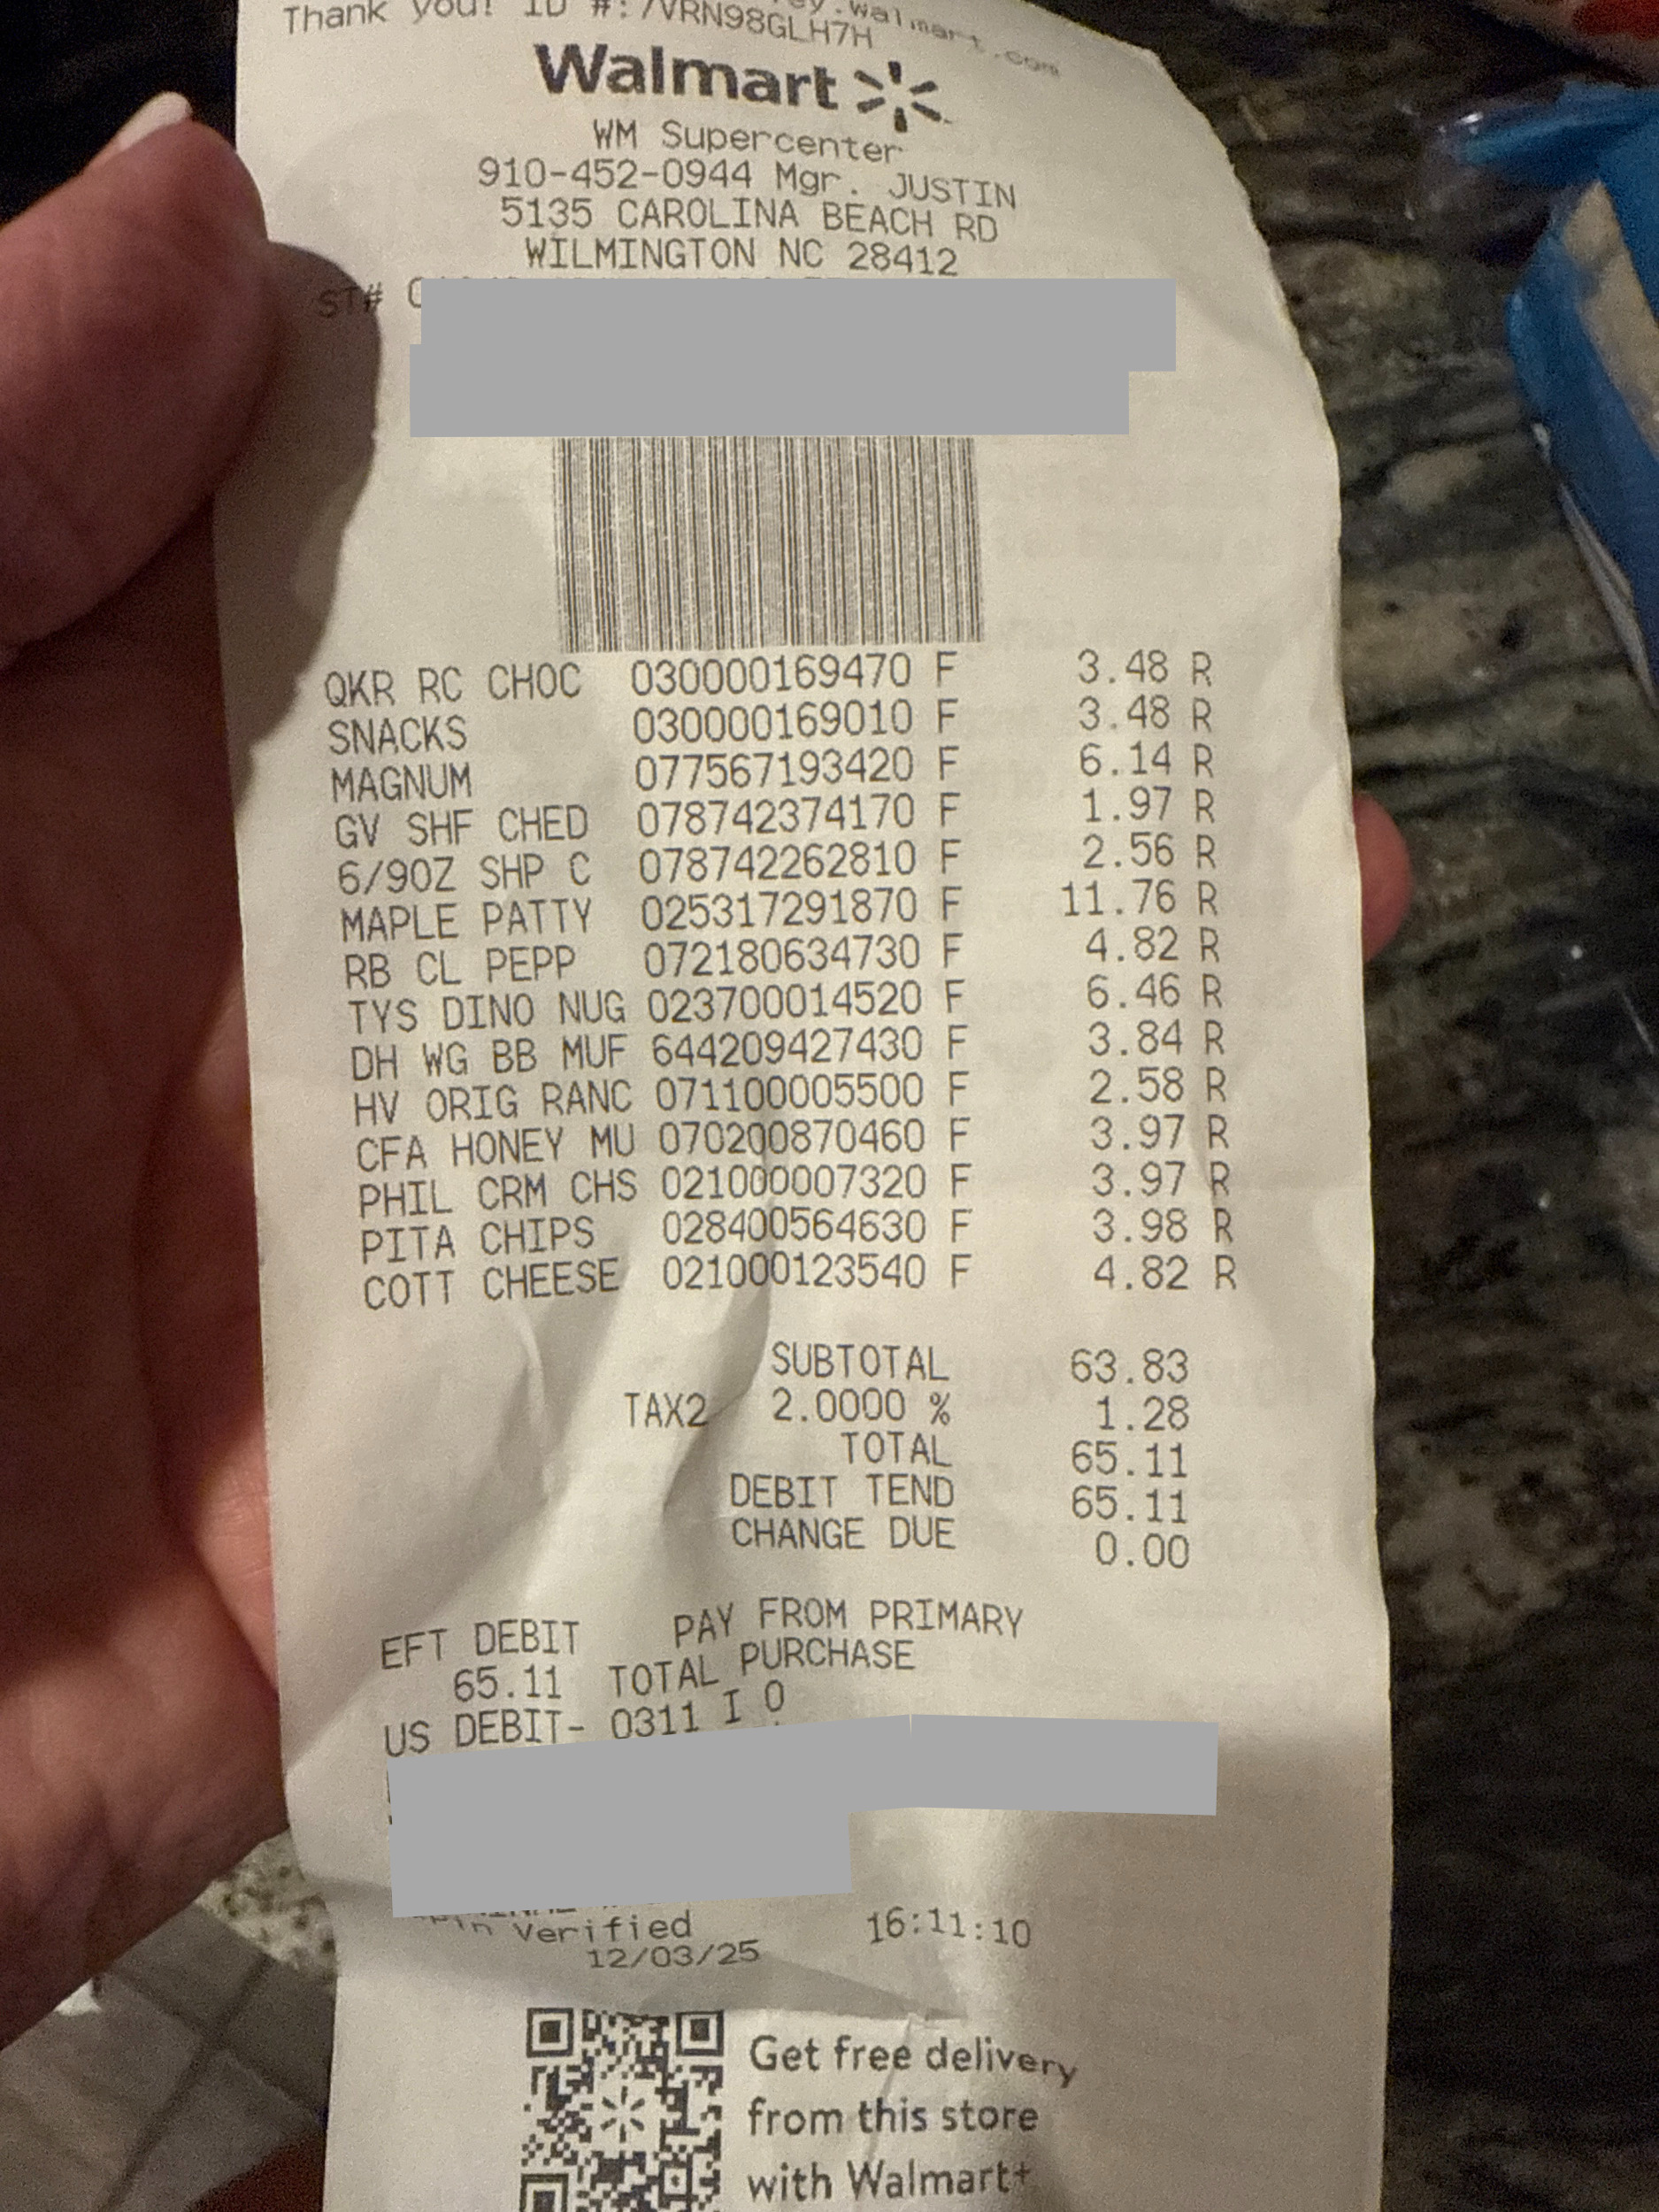 Thank you! ID #:7VRN98GLH7H
Walmart
WM Supercenter
910-452-0944 Mgr. JUSTIN
5135 CAROLINA BEACH RD
WILMINGTON NC 28412
ST#
QKR RC CHOC 030000169470 F 3.48 R
SNACKS 030000169010 F 3.48 R
MAGNUM 077567193420 F 6.14 R
GV SHF CHED 078742374170 F 1.97 R
6/90Z SHP C 078742262810 F 2.56 R
MAPLE PATTY 025317291870 F 11.76 R
RB CL PEPP 072180634730 F 4.82 R
TYS DINO NUG 023700014520 F 6.46 R
DH WG BB MUF 644209427430 F 3.84 R
HV ORIG RANC 071100005500 F 2.58 R
CFA HONEY MU 070200870460 F 3.97 R
PHIL CRM CHS 021000007320 F 3.97 R
PITA CHIPS 028400564630 F 3.98 R
COTT CHEESE 021000123540 F 4.82 R
SUBTOTAL 63.83
TAX2 2.0000 % 1.28
TOTAL 65.11
DEBIT TEND 65.11
CHANGE DUE 0.00
EFT DEBIT PAY FROM PRIMARY
65.11 TOTAL PURCHASE
US DEBIT- 0311 I 0
Verified
12/03/25 16:11:10
Get free delivery
from this store
with Walmart+